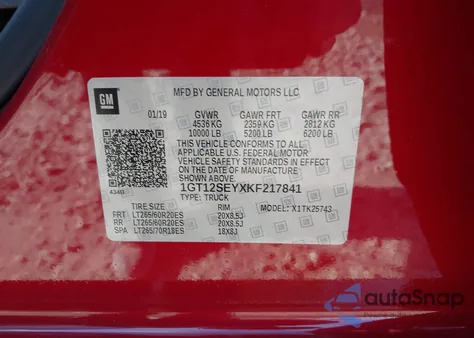 GM
MFD BY GENERAL MOTORS LLC
01/19 GVWR GAWR FRT GAWR RR
4536 KG 2359 KG 2812 KG
10000 LB 5200 LB 6200 LB
THIS VEHICLE CONFORMS TO ALL
APPLICABLE U.S. FEDERAL MOTOR
VEHICLE SAFETY STANDARDS IN EFFECT
ON THE DATE OF MANUFACTURE
SHOWN ABOVE
1GT12SEYXKF217841
TYPE: TRUCK MODEL: X1TK25743
TIRE SIZE RIM
FRT LT265/60R20ES 20X8.5J
RR LT265/60R20ES 20X8.5J
SPA LT265/70R18ES 18X8J
autoSnap